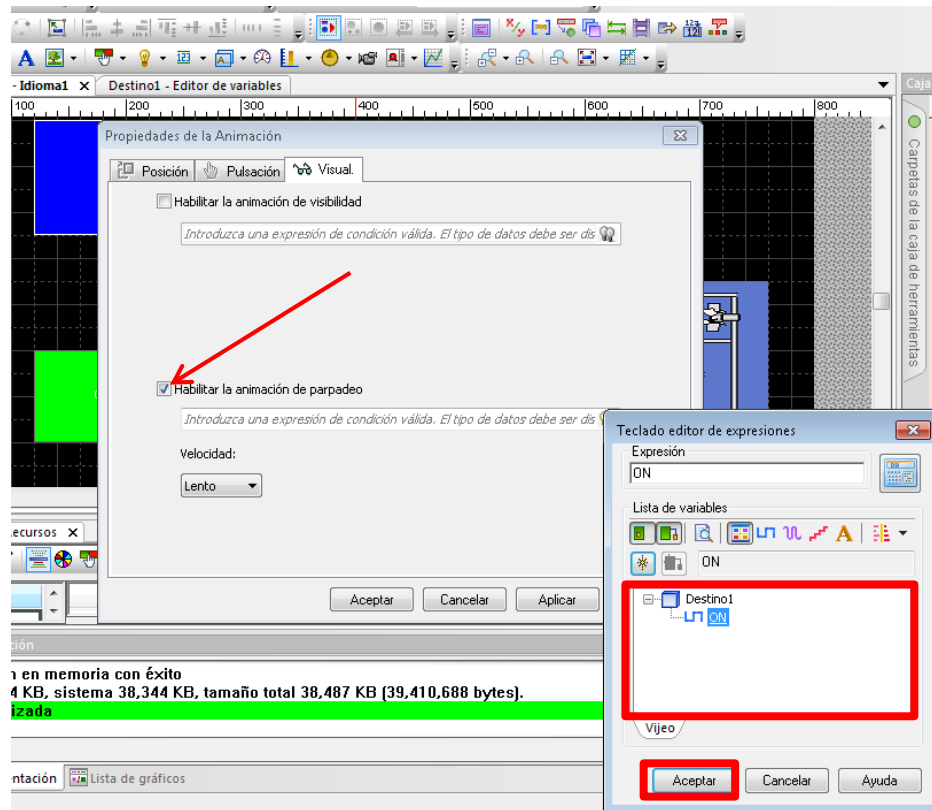 - Idioma1 X Destino1 - Editor de variables
Caja
100 200 300 400 500 600 700 800
Propiedades de la Animación
Posición Pulsación Visual.
Habilitar la animación de visibilidad
Introduzca una expresión de condición válida. El tipo de datos debe ser dis
Carpetas de la caja de herramientas
Habilitar la animación de parpadeo
Introduzca una expresión de condición válida. El tipo de datos debe ser dis
Velocidad:
Lento
Aceptar Cancelar Aplicar
Teclado editor de expresiones
Expresión
ON
Lista de variables
A
ON
Destino1
ON
Vijeo
Aceptar Cancelar Ayuda
ecursos X
ción
n en memoria con éxito
4 KB, sistema 38,344 KB, tamaño total 38,487 KB (39,410,688 bytes).
izada
entación Lista de gráficos